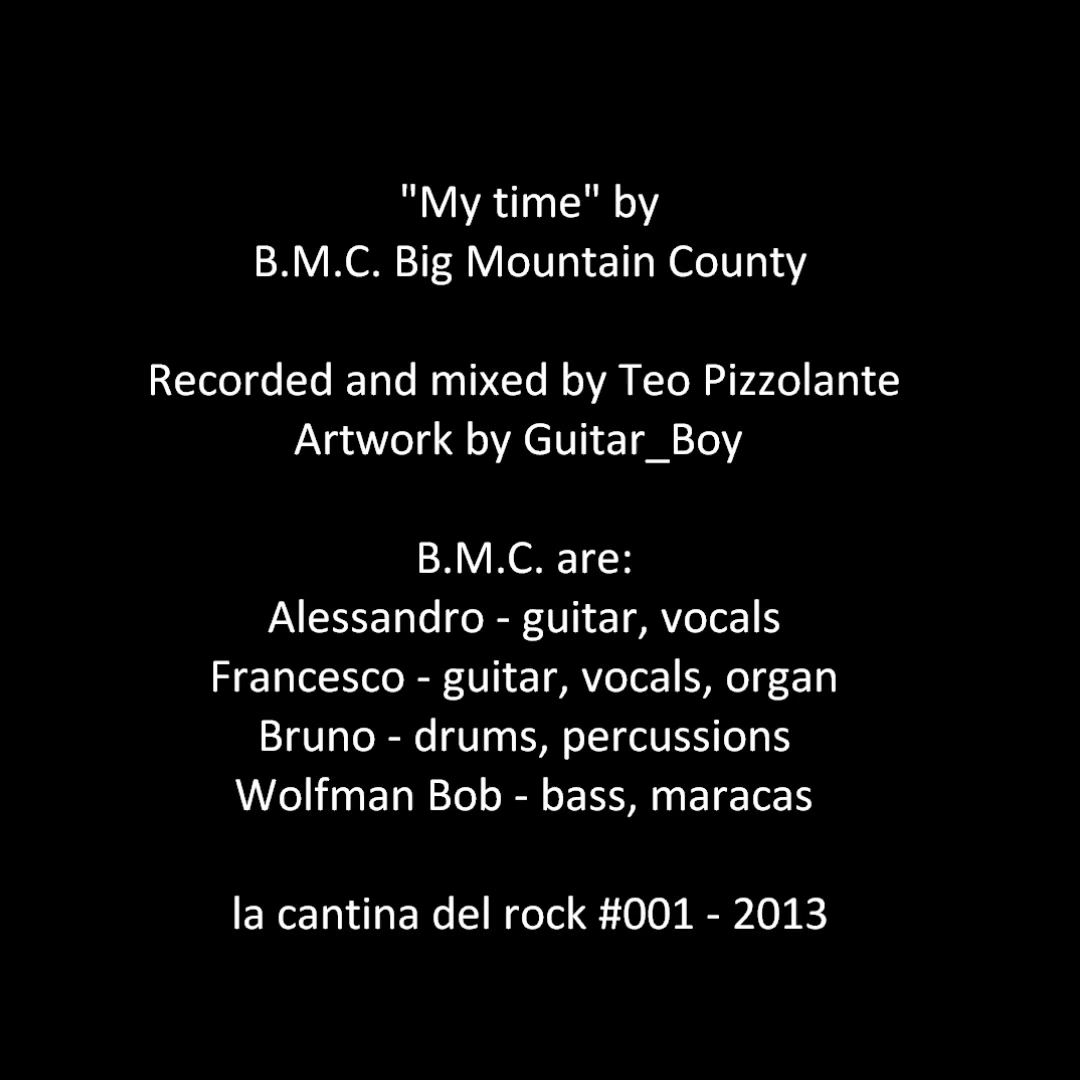 "My time" by
B.M.C. Big Mountain County
Recorded and mixed by Teo Pizzolante
Artwork by Guitar_Boy
B.M.C. are:
Alessandro - guitar, vocals
Francesco - guitar, vocals, organ
Bruno - drums, percussions
Wolfman Bob - bass, maracas
la cantina del rock #001 - 2013